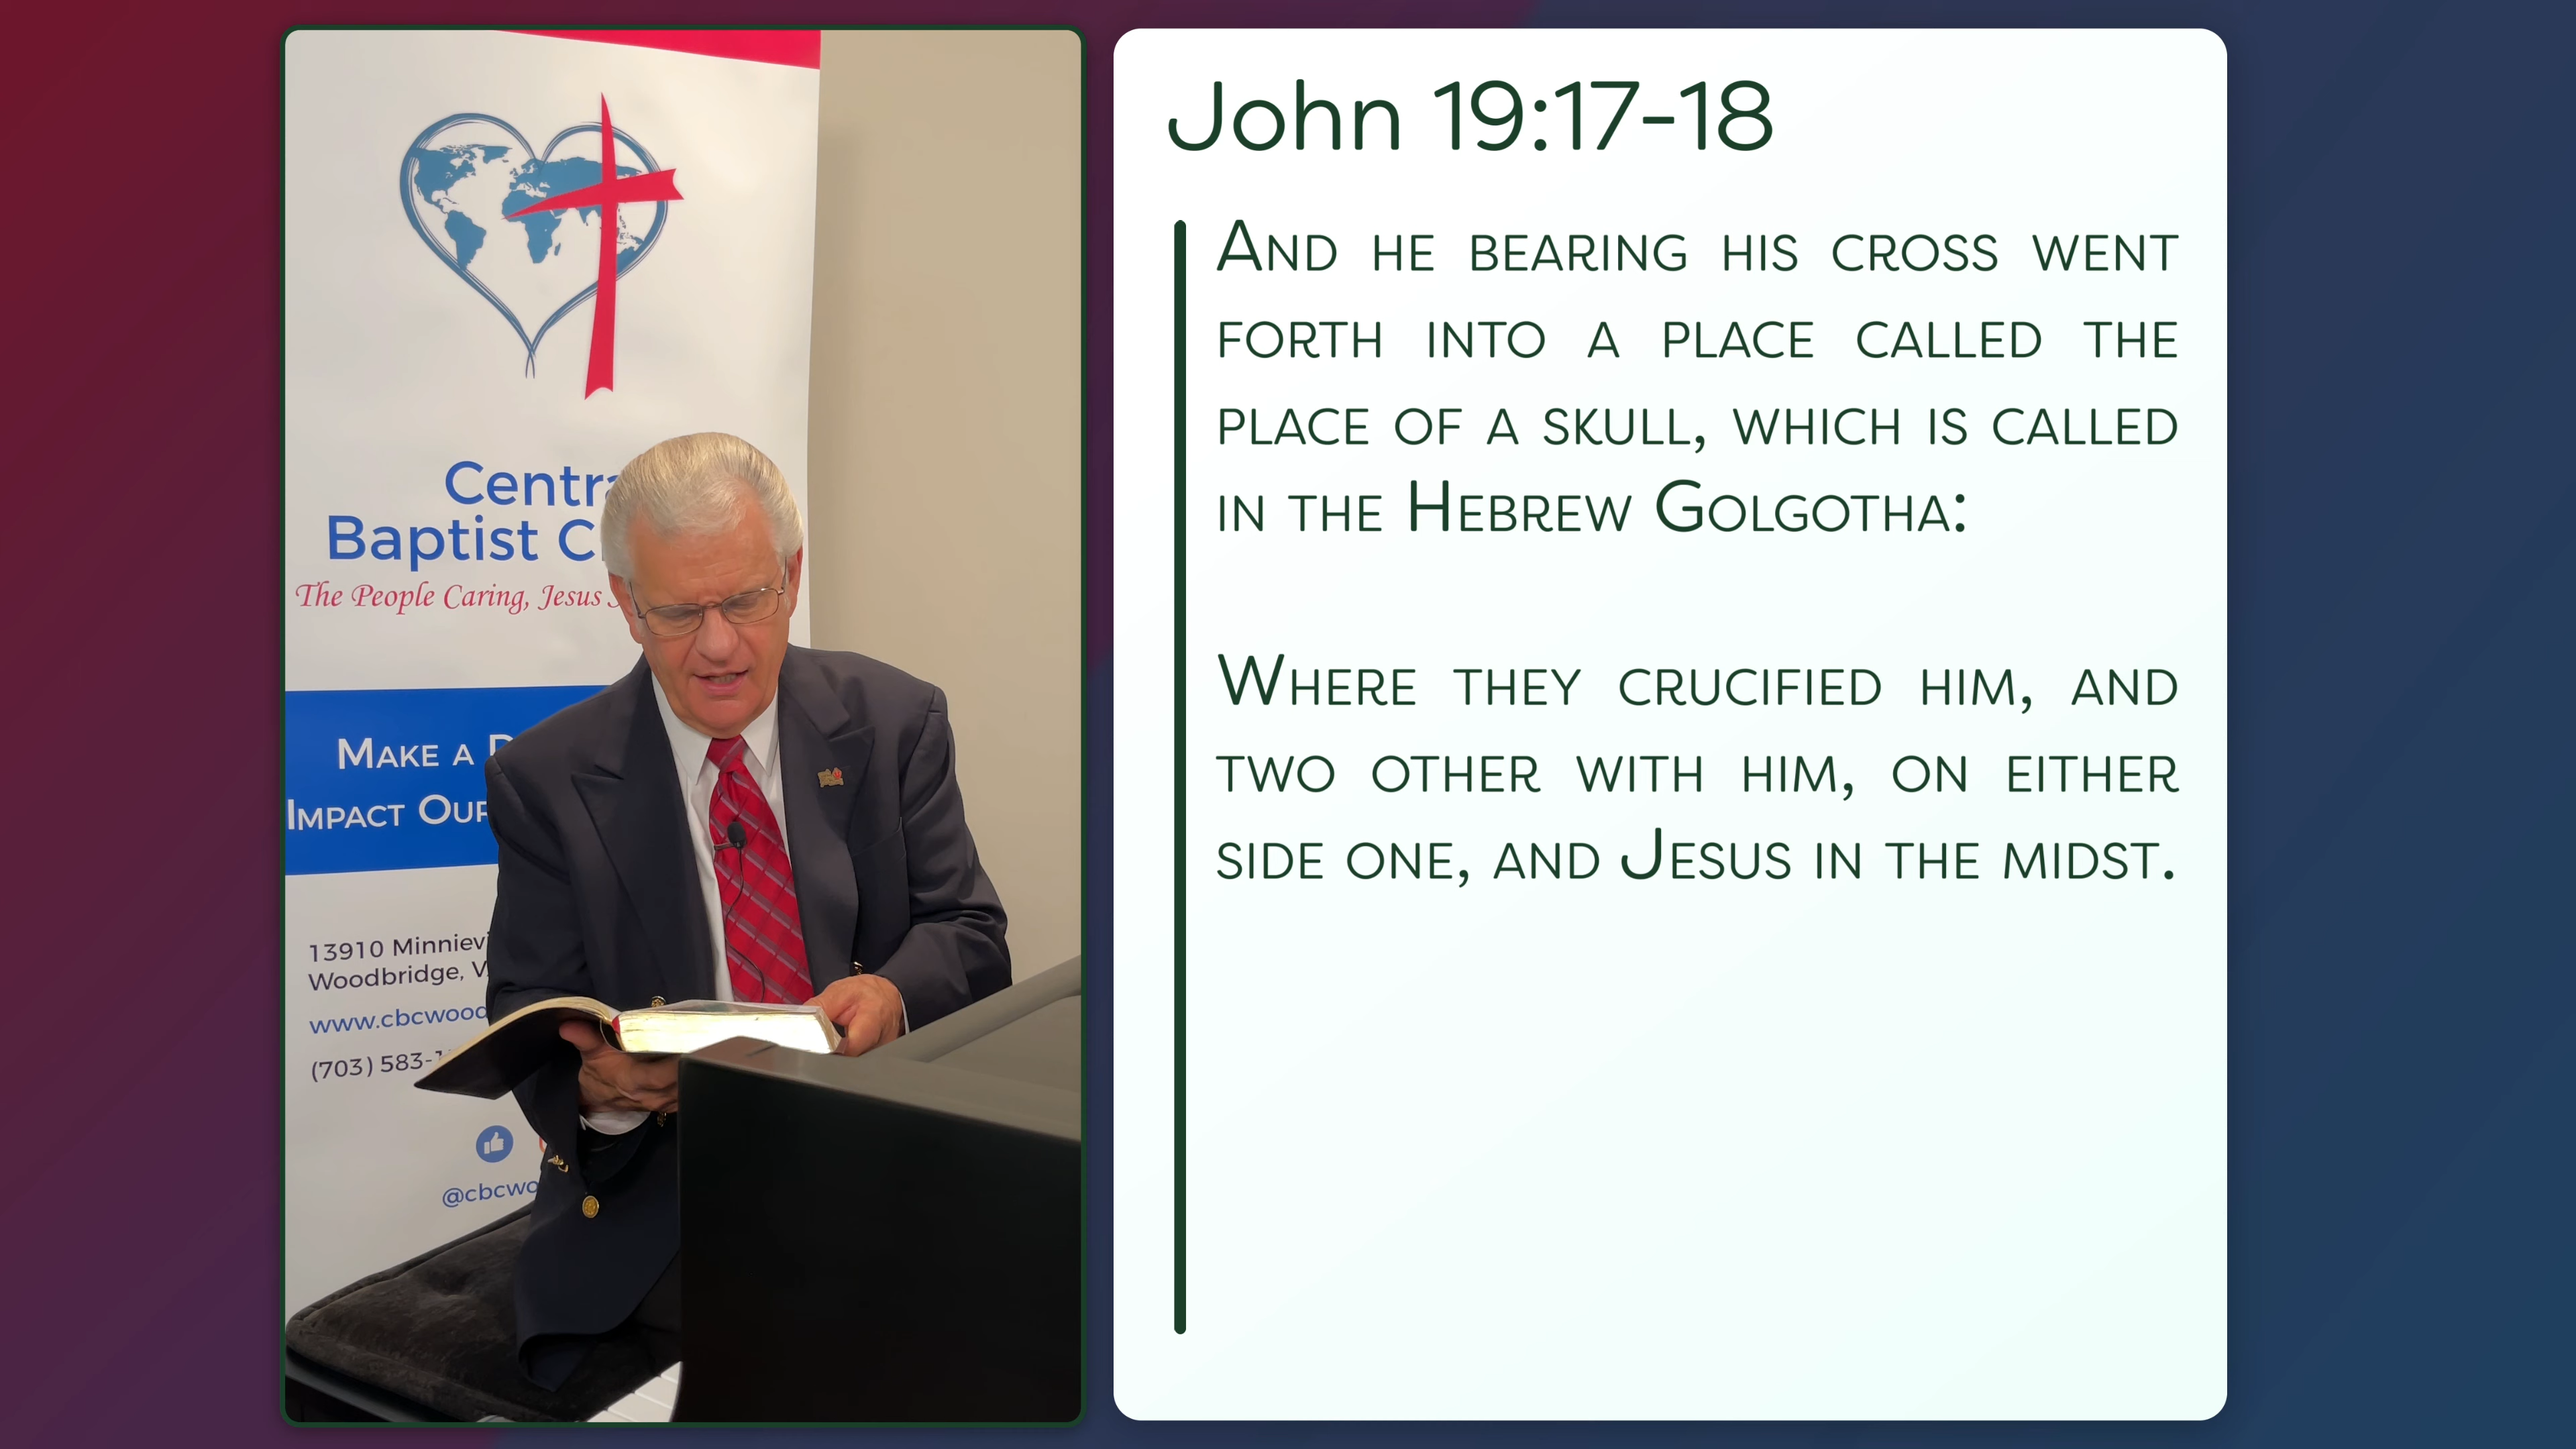 Centr
Baptist C
The People Caring, Jesus
MAKE A
IMPACT OUR
13910 Minniev
Woodbridge, V
www.cbcwood
(703) 583-
@cbcwo
John 19:17-18
AND HE BEARING HIS CROSS WENT
FORTH INTO A PLACE CALLED THE
PLACE OF A SKULL, WHICH IS CALLED
IN THE HEBREW GOLGOTHA:
WHERE THEY CRUCIFIED HIM, AND
TWO OTHER WITH HIM, ON EITHER
SIDE ONE, AND JESUS IN THE MIDST.